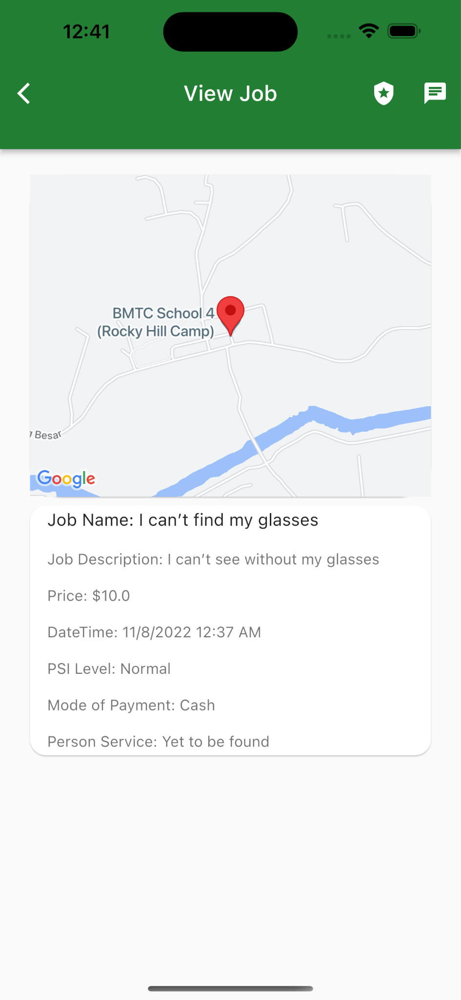 12:41
View Job
BMTC School 4
(Rocky Hill Camp)
Besar
Google
Job Name: I can't find my glasses
Job Description: I can't see without my glasses
Price: $10.0
DateTime: 11/8/2022 12:37 AM
PSI Level: Normal
Mode of Payment: Cash
Person Service: Yet to be found